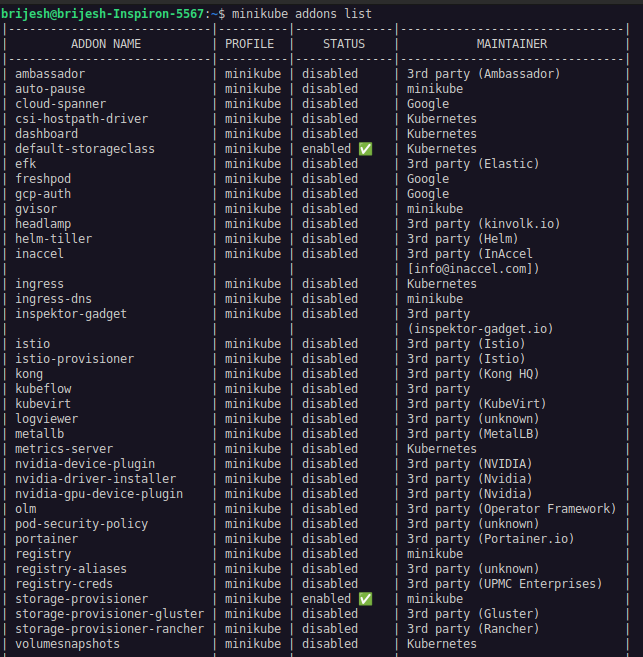 brijesh@brijesh-Inspiron-5567:~$ minikube addons list
|-----------------------------|----------|--------------|--------------------------------|
| ADDON NAME | PROFILE | STATUS | MAINTAINER |
|-----------------------------|----------|--------------|--------------------------------|
| ambassador | minikube | disabled | 3rd party (Ambassador) |
| auto-pause | minikube | disabled | minikube |
| cloud-spanner | minikube | disabled | Google |
| csi-hostpath-driver | minikube | disabled | Kubernetes |
| dashboard | minikube | disabled | Kubernetes |
| default-storageclass | minikube | enabled ✅ | Kubernetes |
| efk | minikube | disabled | 3rd party (Elastic) |
| freshpod | minikube | disabled | Google |
| gcp-auth | minikube | disabled | Google |
| gvisor | minikube | disabled | minikube |
| headlamp | minikube | disabled | 3rd party (kinvolk.io) |
| helm-tiller | minikube | disabled | 3rd party (Helm) |
| inaccel | minikube | disabled | 3rd party (InAccel |
| | | | [info@inaccel.com]) |
| ingress | minikube | disabled | Kubernetes |
| ingress-dns | minikube | disabled | minikube |
| inspektor-gadget | minikube | disabled | 3rd party |
| | | | (inspektor-gadget.io) |
| istio | minikube | disabled | 3rd party (Istio) |
| istio-provisioner | minikube | disabled | 3rd party (Istio) |
| kong | minikube | disabled | 3rd party (Kong HQ) |
| kubeflow | minikube | disabled | 3rd party |
| kubevirt | minikube | disabled | 3rd party (KubeVirt) |
| logviewer | minikube | disabled | 3rd party (unknown) |
| metallb | minikube | disabled | 3rd party (MetalLB) |
| metrics-server | minikube | disabled | Kubernetes |
| nvidia-device-plugin | minikube | disabled | 3rd party (NVIDIA) |
| nvidia-driver-installer | minikube | disabled | 3rd party (Nvidia) |
| nvidia-gpu-device-plugin | minikube | disabled | 3rd party (Nvidia) |
| olm | minikube | disabled | 3rd party (Operator Framework) |
| pod-security-policy | minikube | disabled | 3rd party (unknown) |
| portainer | minikube | disabled | 3rd party (Portainer.io) |
| registry | minikube | disabled | minikube |
| registry-aliases | minikube | disabled | 3rd party (unknown) |
| registry-creds | minikube | disabled | 3rd party (UPMC Enterprises) |
| storage-provisioner | minikube | enabled ✅ | minikube |
| storage-provisioner-gluster | minikube | disabled | 3rd party (Gluster) |
| storage-provisioner-rancher | minikube | disabled | 3rd party (Rancher) |
| volumesnapshots | minikube | disabled | Kubernetes |